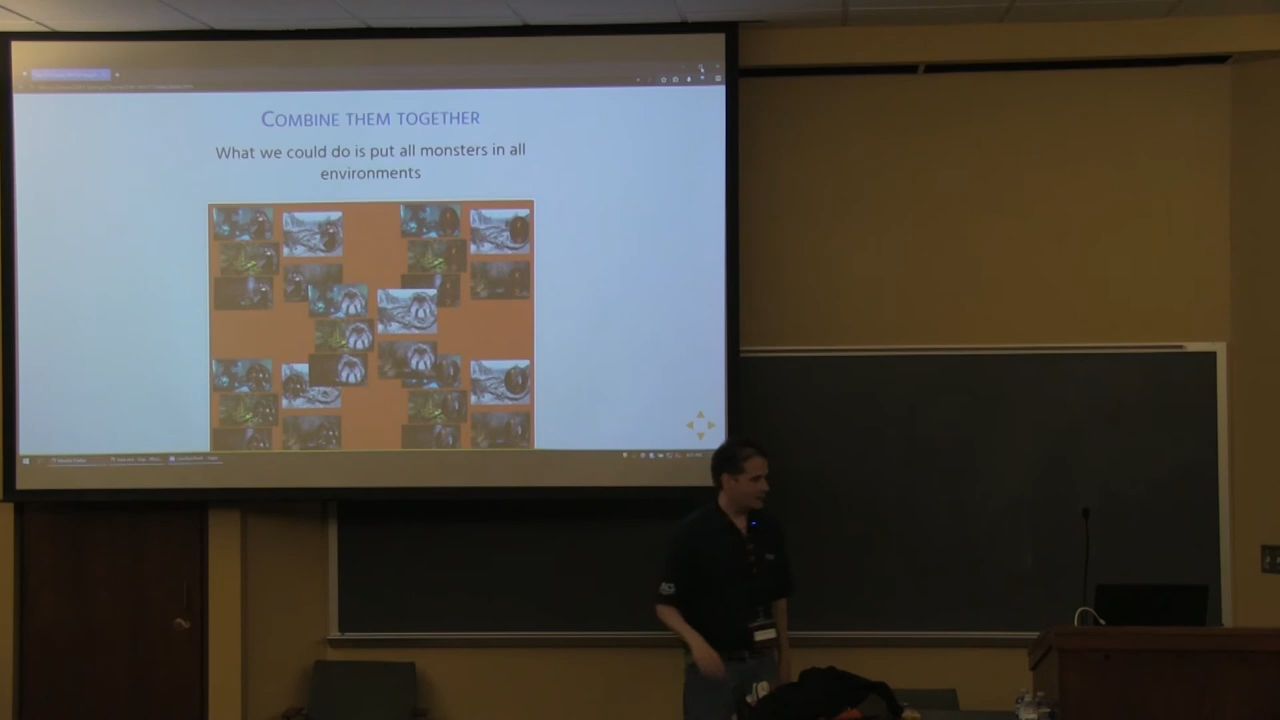 COMBINE THEM TOGETHER
What we could do is put all monsters in all
environments